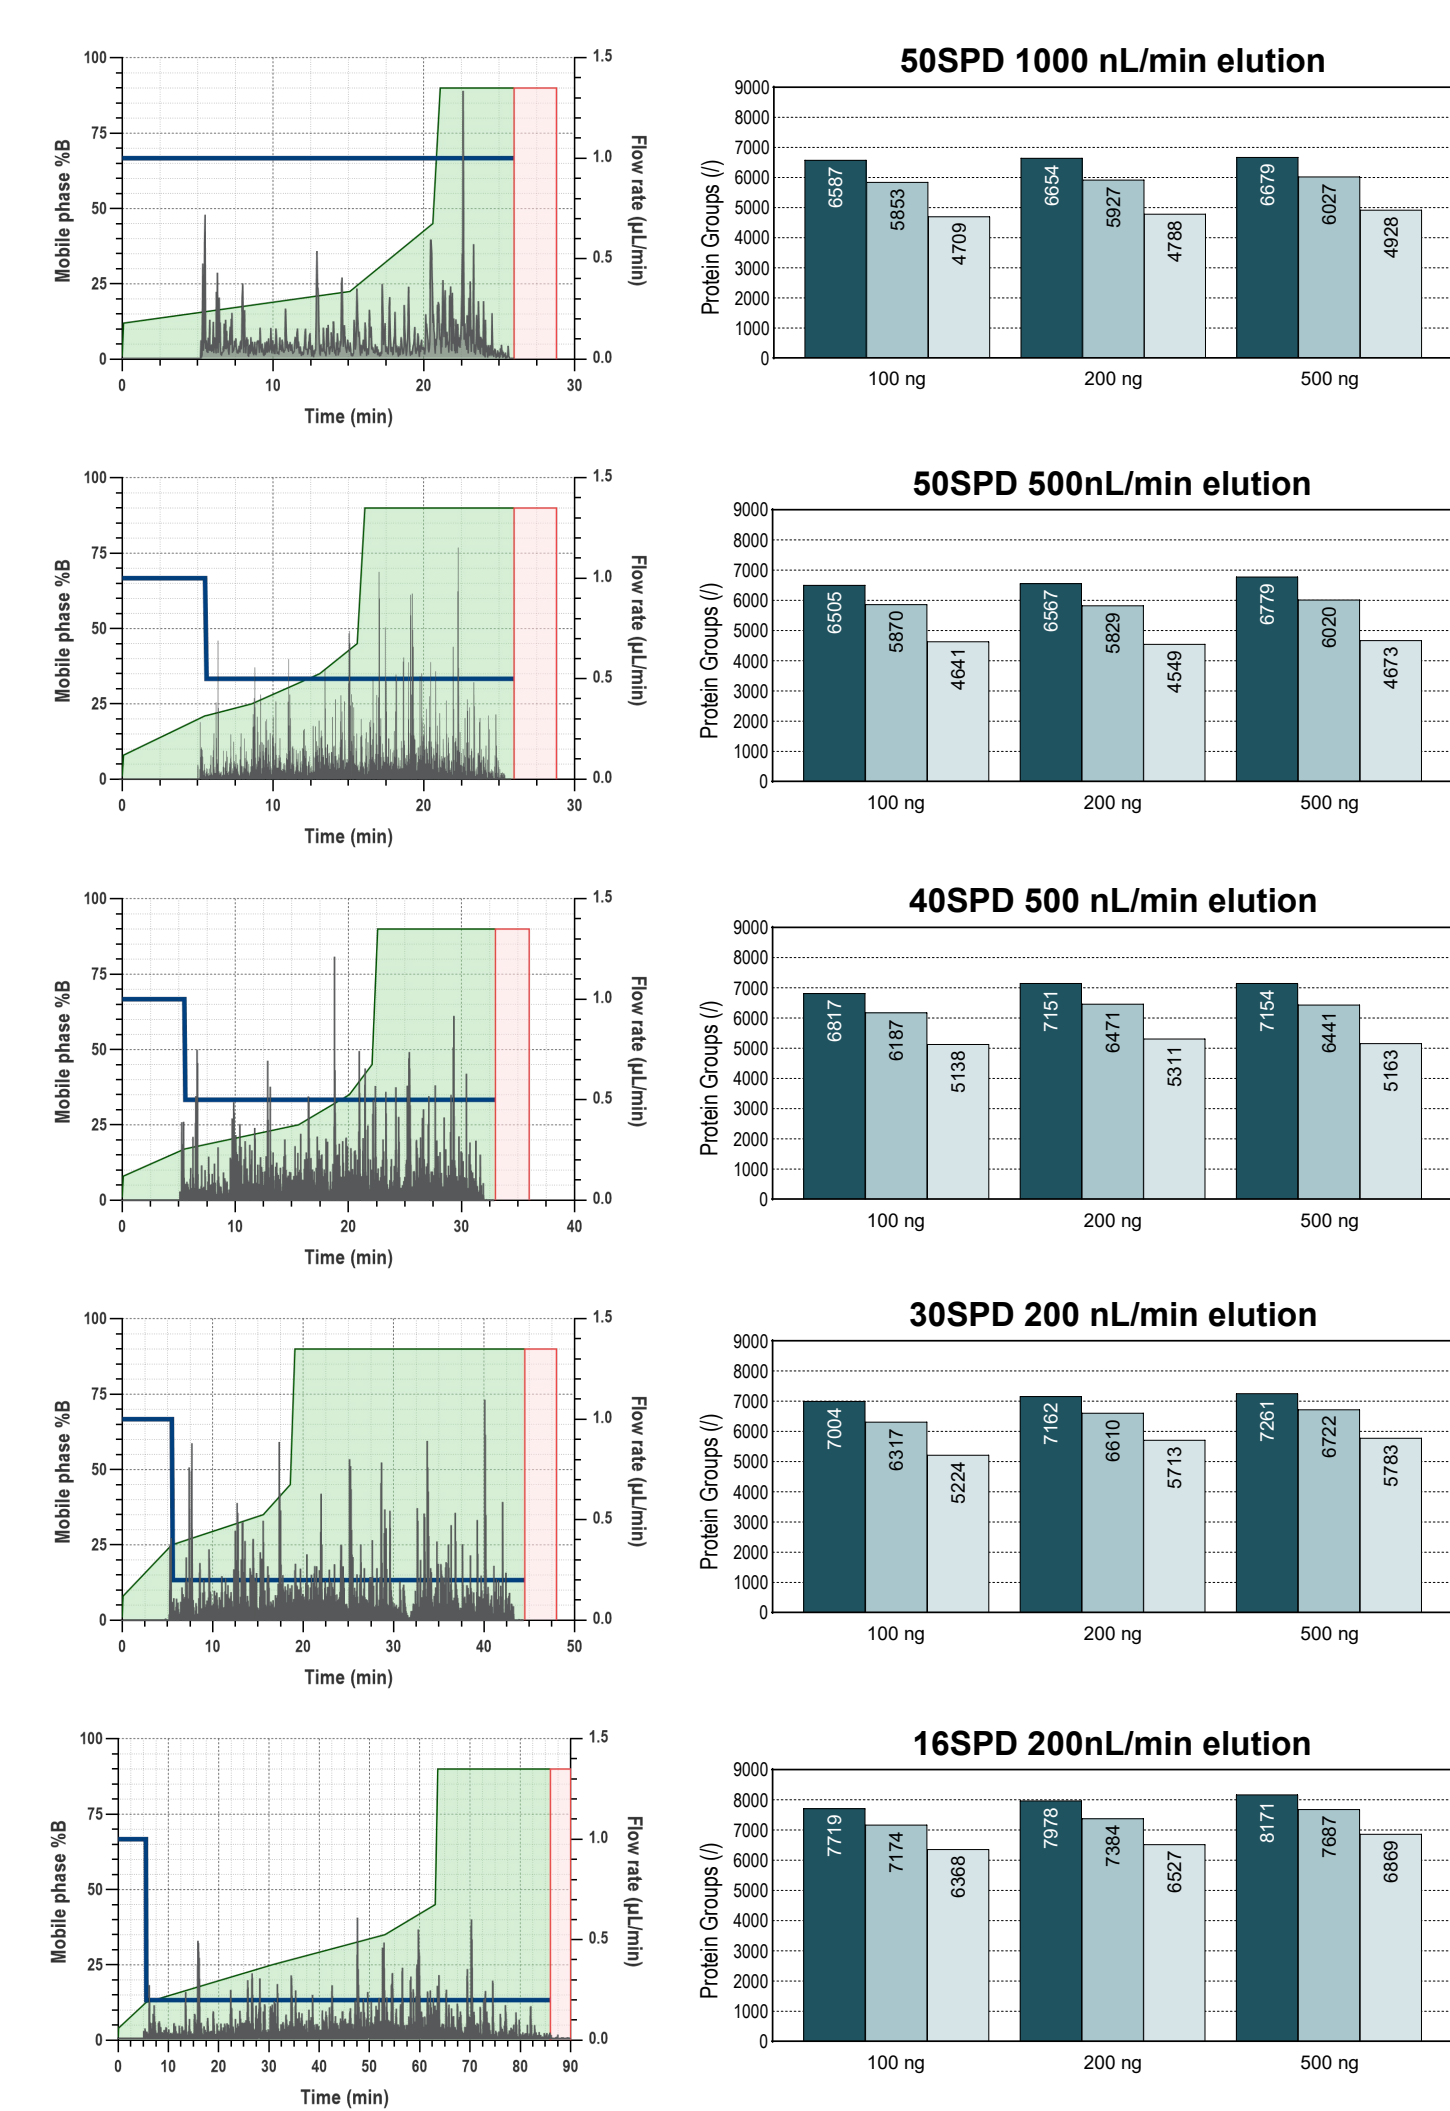 100
75
50
25
0
Mobile phase %B
1.5
1.0
0.5
0.0
Flow rate (µL/min)
0 10 20 30
Time (min)
50SPD 1000 nL/min elution
9000
8000
7000
6000
5000
4000
3000
2000
1000
0
Protein Groups (/)
6587 5853 4709 6654 5927 4788 6679 6027 4928
100 ng 200 ng 500 ng
100
75
50
25
0
Mobile phase %B
1.5
1.0
0.5
0.0
Flow rate (µL/min)
0 10 20 30
Time (min)
50SPD 500nL/min elution
9000
8000
7000
6000
5000
4000
3000
2000
1000
0
Protein Groups (/)
6505 5870 4641 6567 5829 4549 6779 6020 4673
100 ng 200 ng 500 ng
100
75
50
25
0
Mobile phase %B
1.5
1.0
0.5
0.0
Flow rate (µL/min)
0 10 20 30 40
Time (min)
40SPD 500 nL/min elution
9000
8000
7000
6000
5000
4000
3000
2000
1000
0
Protein Groups (/)
6817 6187 5138 7151 6471 5311 7154 6441 5163
100 ng 200 ng 500 ng
100
75
50
25
0
Mobile phase %B
1.5
1.0
0.5
0.0
Flow rate (µL/min)
0 10 20 30 40 50
Time (min)
30SPD 200 nL/min elution
9000
8000
7000
6000
5000
4000
3000
2000
1000
0
Protein Groups (/)
7004 6317 5224 7162 6610 5713 7261 6722 5783
100 ng 200 ng 500 ng
100
75
50
25
0
Mobile phase %B
1.5
1.0
0.5
0.0
Flow rate (µL/min)
0 10 20 30 40 50 60 70 80 90
Time (min)
16SPD 200nL/min elution
9000
8000
7000
6000
5000
4000
3000
2000
1000
0
Protein Groups (/)
7719 7174 6368 7978 7384 6527 8171 7687 6869
100 ng 200 ng 500 ng